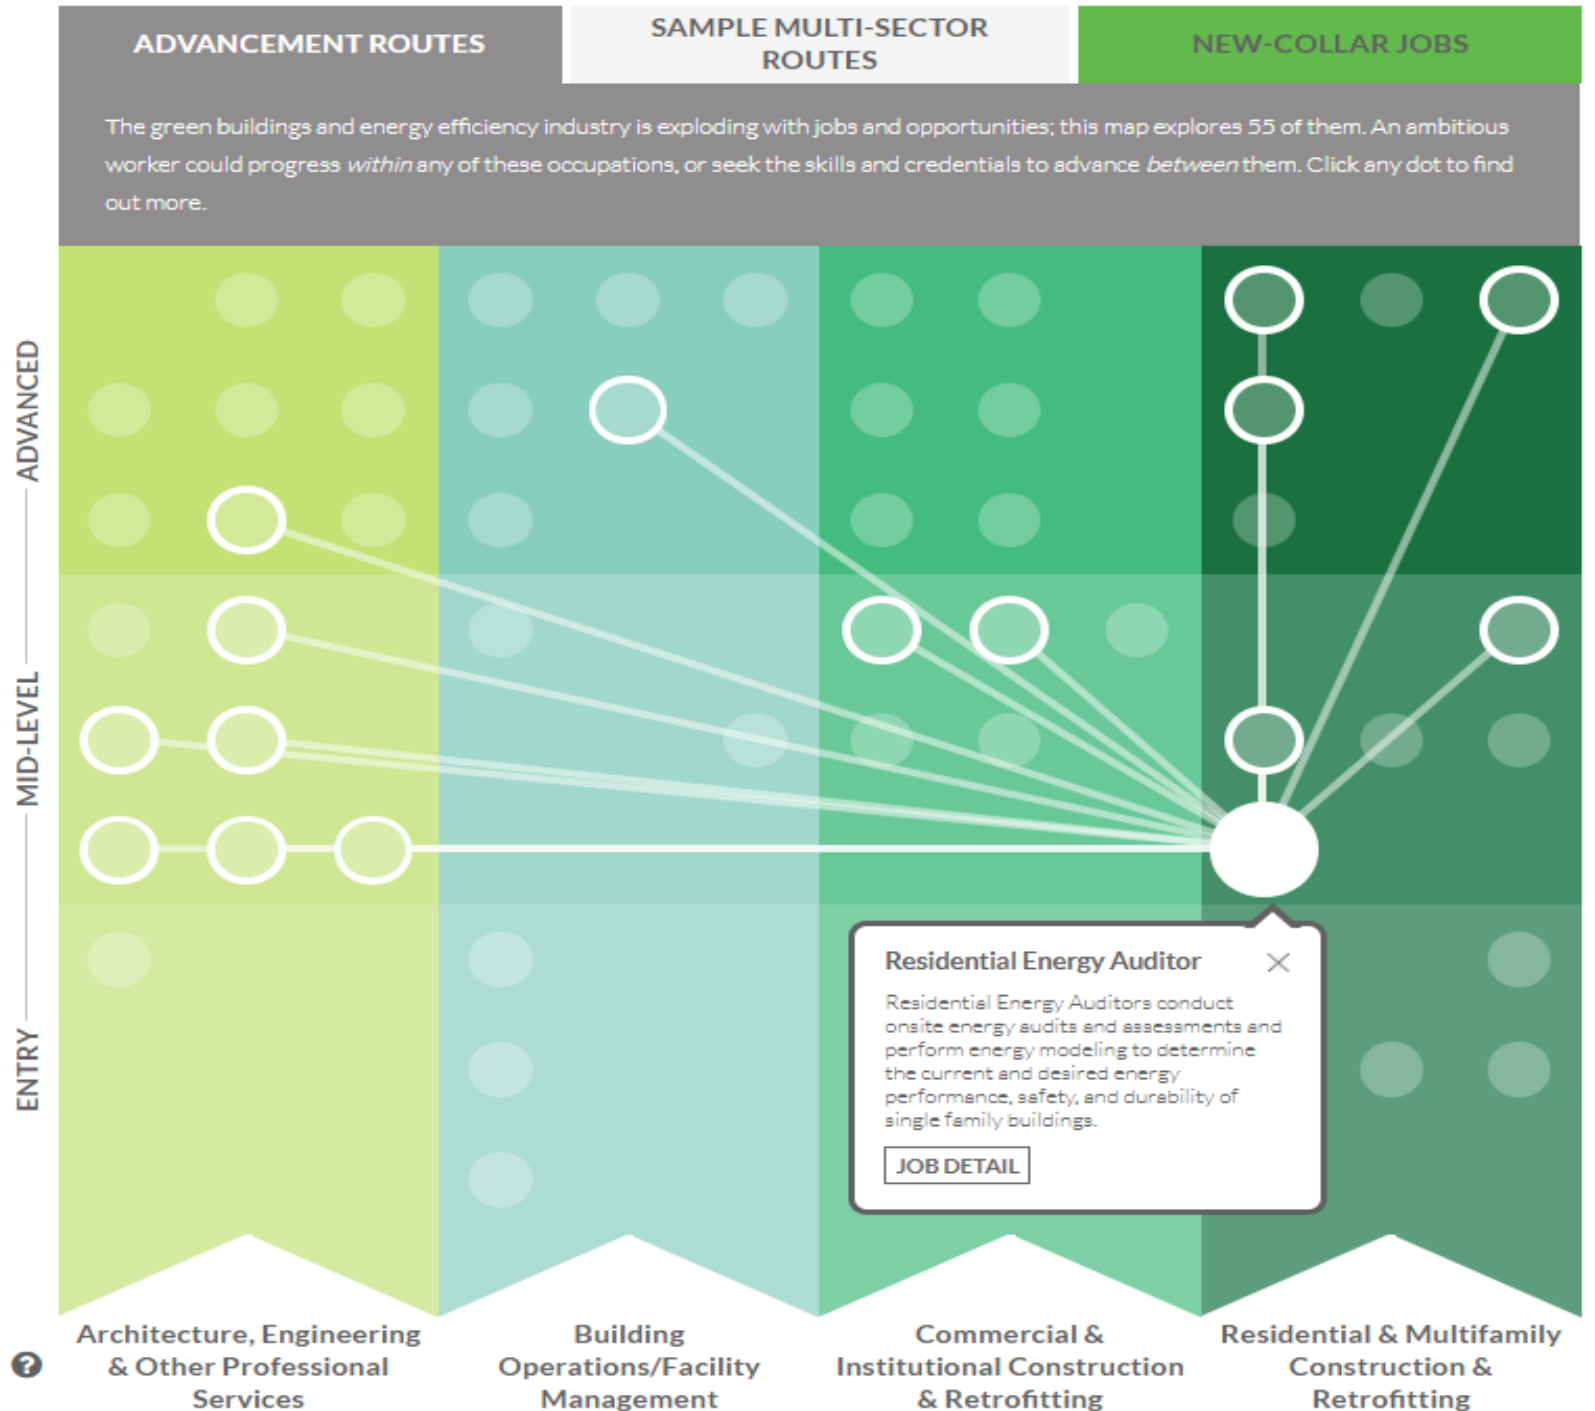 ADVANCEMENT ROUTES
SAMPLE MULTI-SECTOR
ROUTES
NEW-COLLAR JOBS
The green buildings and energy efficiency industry is exploding with jobs and opportunities; this map explores 55 of them. An ambitious
worker could progress within any of these occupations, or seek the skills and credentials to advance between them. Click any dot to find
out more.
ADVANCED
MID-LEVEL
ENTRY
Residential Energy Auditor
Residential Energy Auditors conduct
onsite energy audits and assessments and
perform energy modeling to determine
the current and desired energy
performance, safety, and durability of
single family buildings.
JOB DETAIL
Architecture, Engineering
& Other Professional
Services
Building
Operations/Facility
Management
Commercial &
Institutional Construction
& Retrofitting
Residential & Multifamily
Construction &
Retrofitting
?